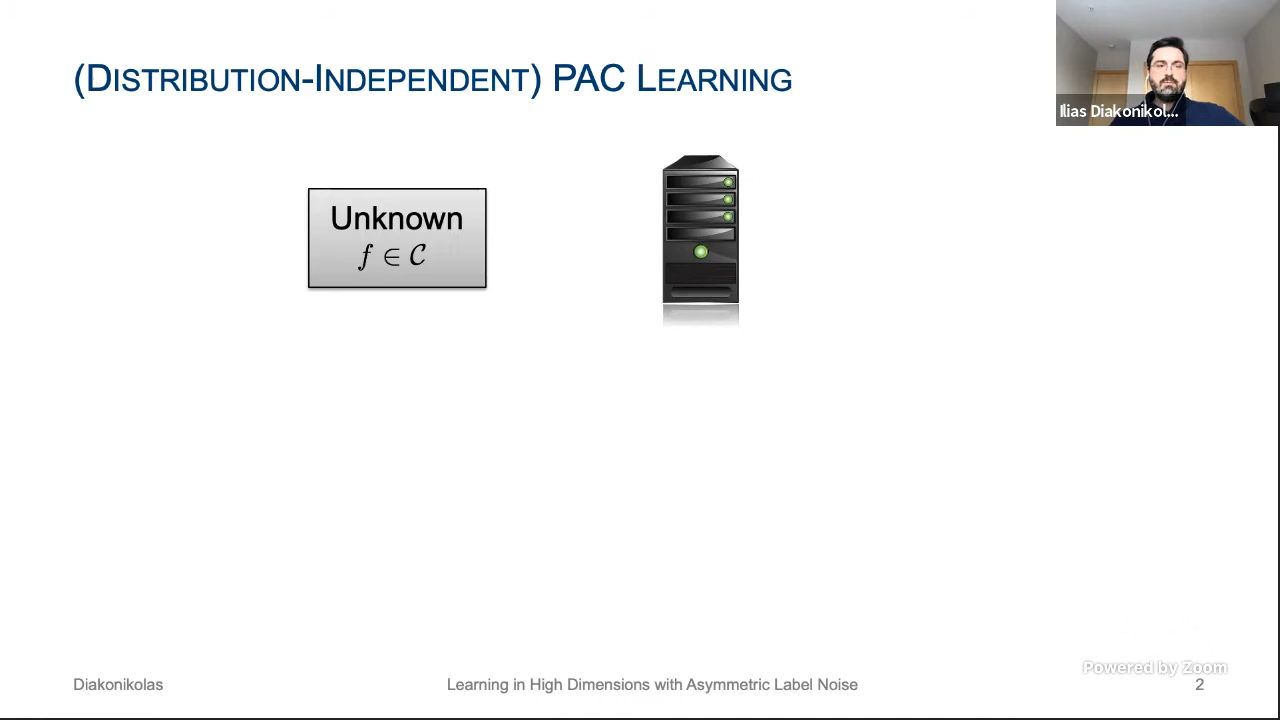 (DISTRIBUTION-INDEPENDENT) PAC LEARNING
Ilias Diakonikol...
Unknown
f ∈ C
Powered by Zoom
Diakonikolas
Learning in High Dimensions with Asymmetric Label Noise
2